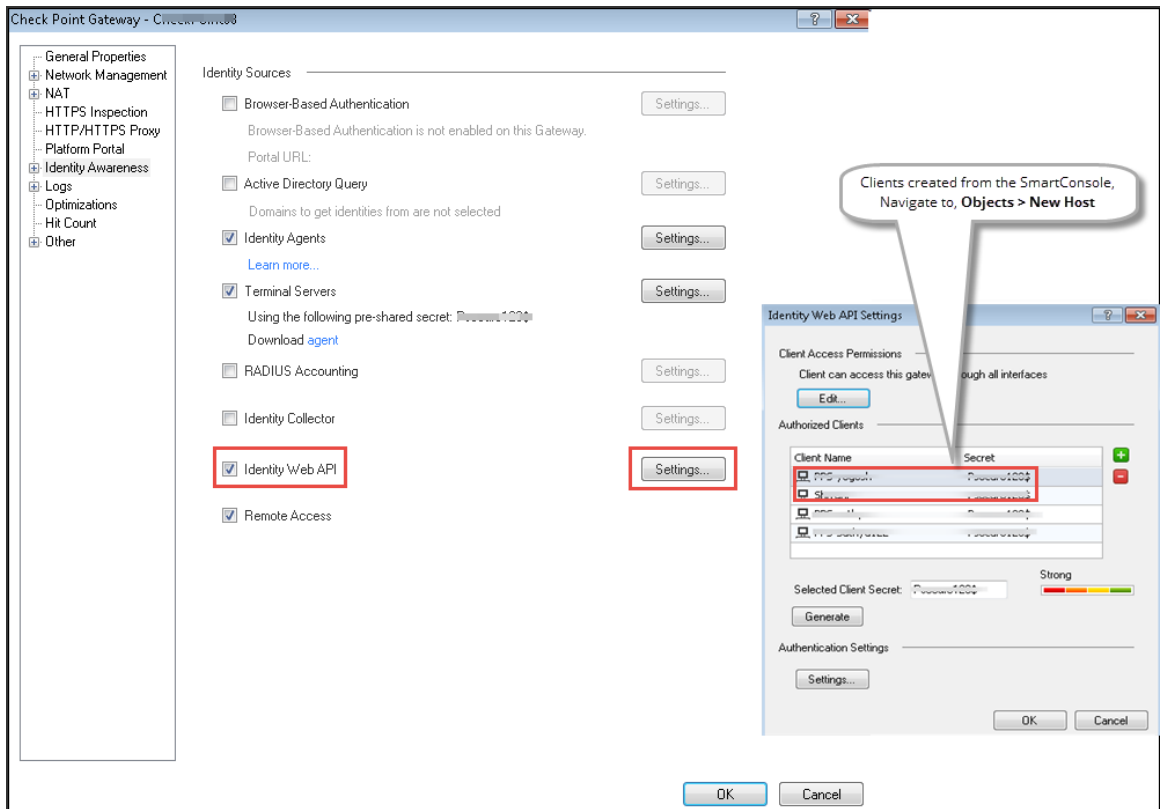 Check Point Gateway -
General Properties
Network Management
NAT
HTTPS Inspection
HTTP/HTTPS Proxy
Platform Portal
Identity Awareness
Logs
Optimizations
Hit Count
Other
Identity Sources
Browser-Based Authentication
Settings...
Browser-Based Authentication is not enabled on this Gateway.
Portal URL:
Active Directory Query
Settings...
Domains to get identities from are not selected
Identity Agents
Settings...
Learn more...
Terminal Servers
Settings...
Using the following pre-shared secret:
Download agent
RADIUS Accounting
Settings...
Identity Collector
Settings...
Identity Web API
Settings...
Remote Access
OK
Cancel
Clients created from the SmartConsole,
Navigate to, Objects > New Host
Identity Web API Settings
Client Access Permissions
Client can access this ough all interfaces
Edit...
Authorized Clients
Client Name
Secret
Selected Client Secret:
Strong
Generate
Authentication Settings
Settings...
OK
Cancel